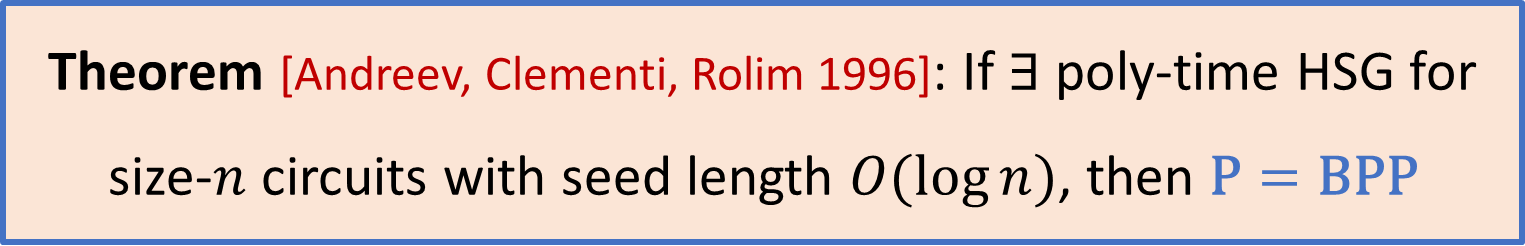 Theorem [Andreev, Clementi, Rolim 1996]: If ∃ poly-time HSG for
size-n circuits with seed length O(log n), then P = BPP